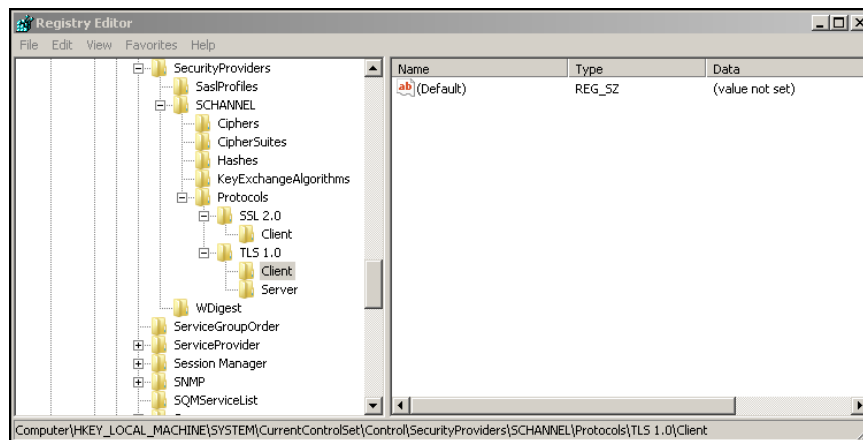 Registry Editor
File Edit View Favorites Help
SecurityProviders
SaslProfiles
SCHANNEL
Ciphers
CipherSuites
Hashes
KeyExchangeAlgorithms
Protocols
SSL 2.0
Client
TLS 1.0
Client
Server
WDigest
ServiceGroupOrder
ServiceProvider
Session Manager
SNMP
SQMServiceList
Name Type Data
ab (Default) REG_SZ (value not set)
Computer\HKEY_LOCAL_MACHINE\SYSTEM\CurrentControlSet\Control\SecurityProviders\SCHANNEL\Protocols\TLS 1.0\Client